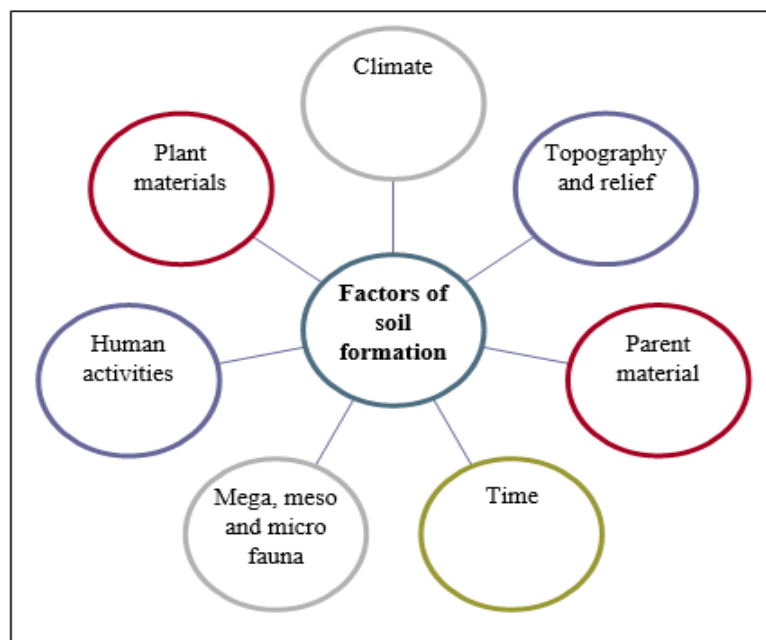 Climate
Topography
and relief
Parent
material
Time
Mega, meso
and micro
fauna
Human
activities
Plant
materials
Factors of
soil
formation